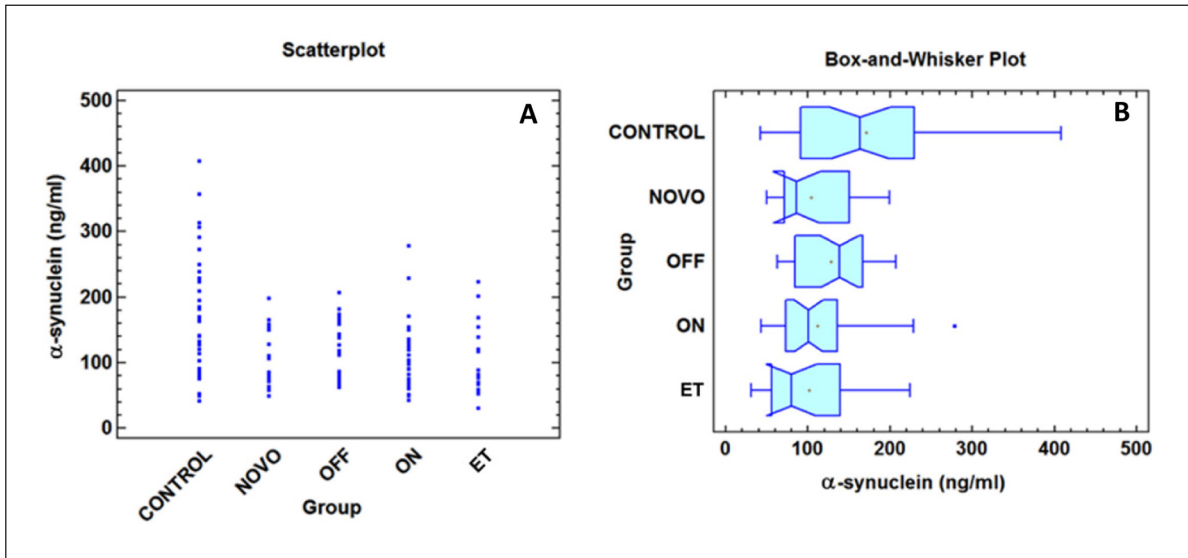 Scatterplot
A
α-synuclein (ng/ml)
500
400
300
200
100
0
CONTROL
NOVO
OFF
ON
ET
Group
Box-and-Whisker Plot
B
Group
CONTROL
NOVO
OFF
ON
ET
0 100 200 300 400 500
α-synuclein (ng/ml)